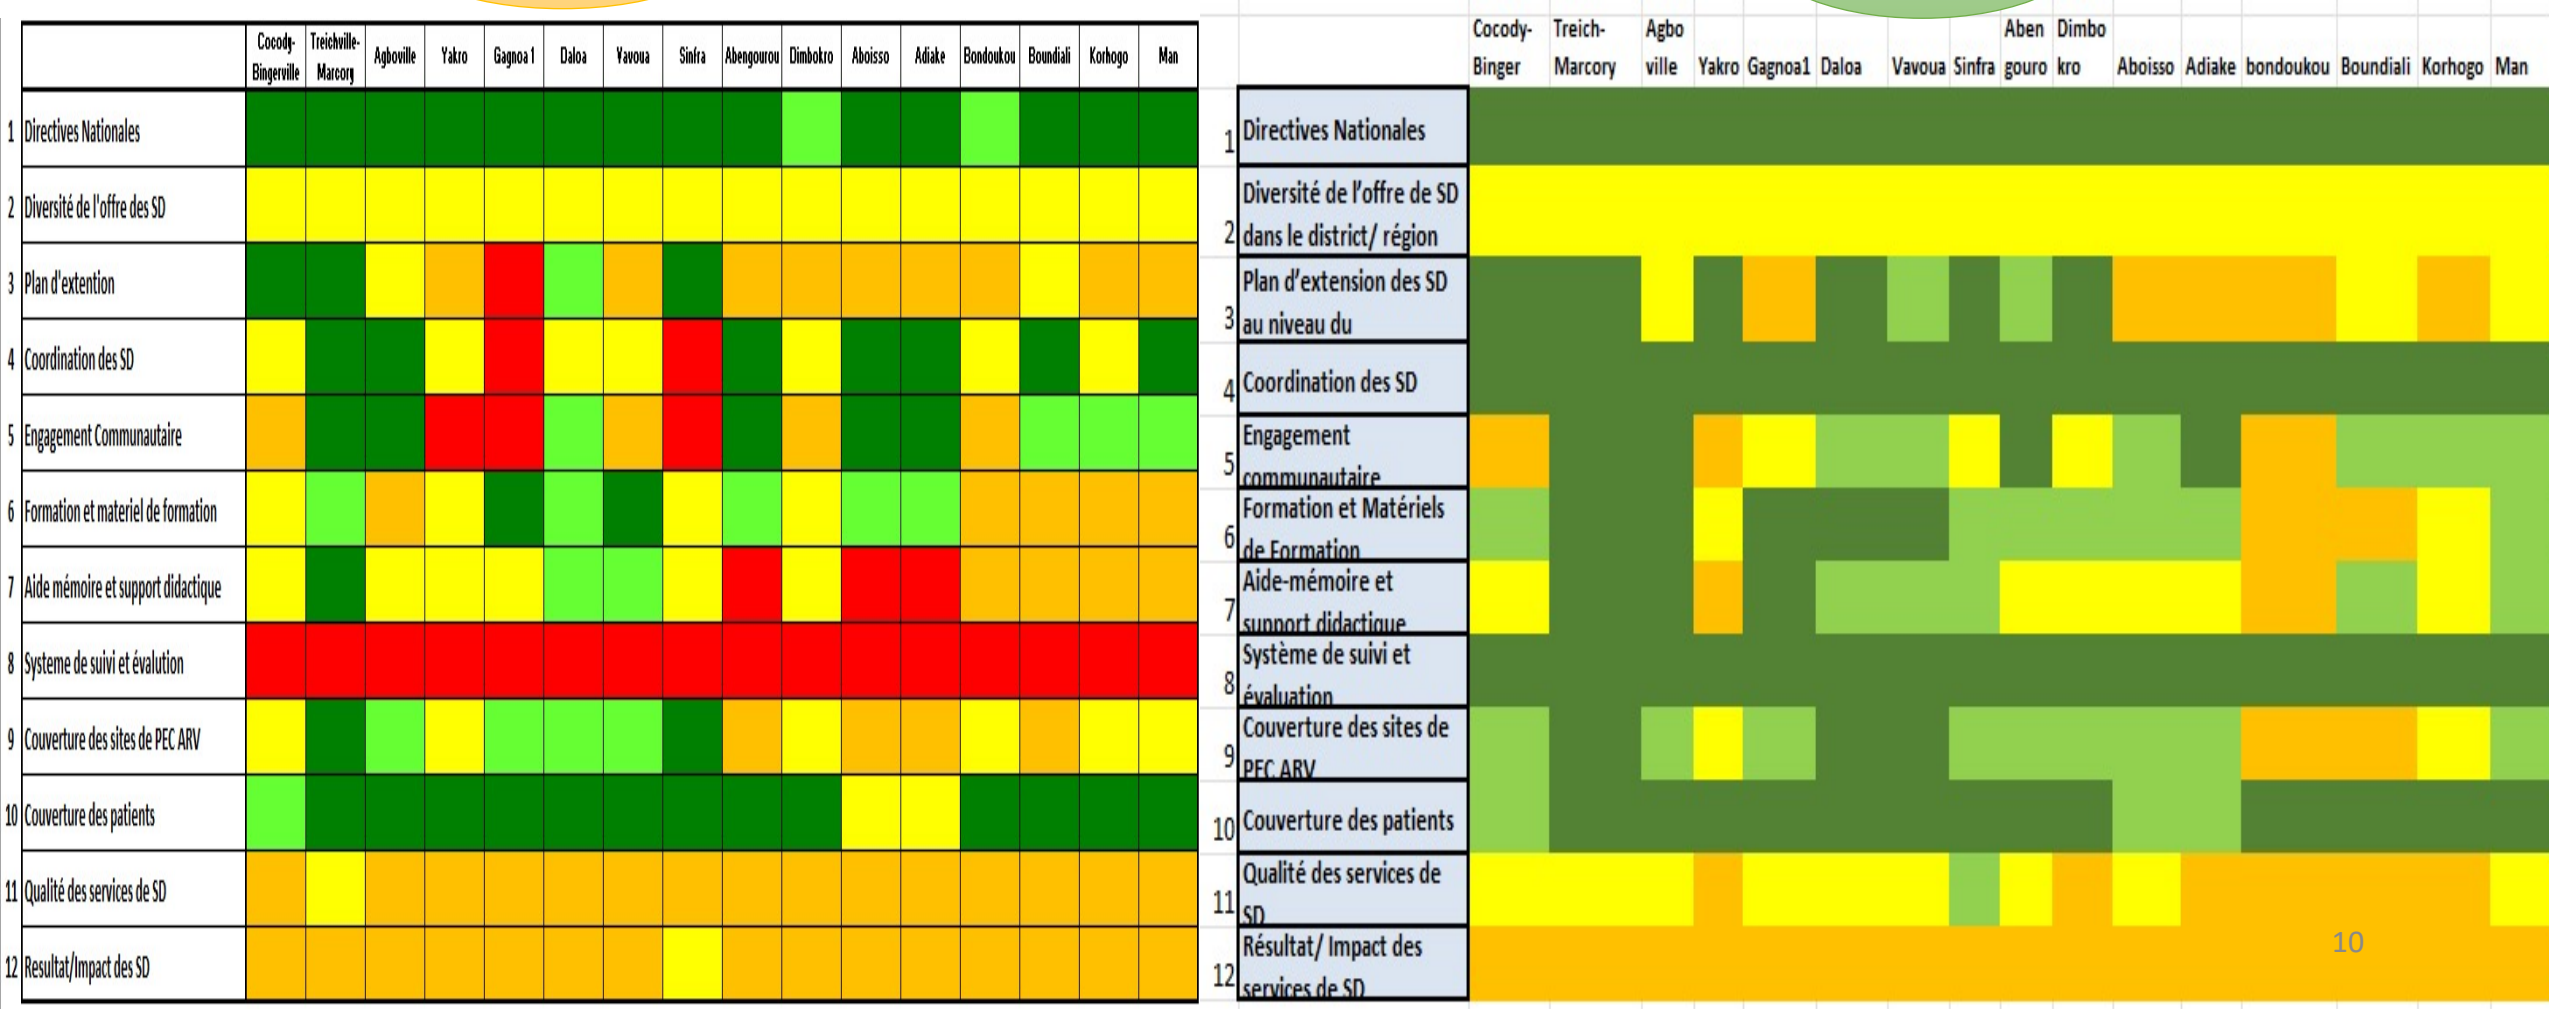 Cocody-
Bingerville
Treichville-
Marcory
Agboville
Yakro
Gagnoa 1
Daloa
Vavoua
Sinfra
Abengourou
Dimbokro
Aboisso
Adiake
Bondoukou
Boundiali
Korhogo
Man
1 Directives Nationales
2 Diversité de l'offre des SD
3 Plan d'extention
4 Coordination des SD
5 Engagement Communautaire
6 Formation et materiel de formation
7 Aide mémoire et support didactique
8 Systeme de suivi et évalution
9 Couverture des sites de PEC ARV
10 Couverture des patients
11 Qualité des services de SD
12 Resultat/Impact des SD
Cocody-
Binger
Treich-
Marcory
Agbo
ville
Yakro
Gagnoa1
Daloa
Vavoua
Sinfra
Aben
gouro
Dimbo
kro
Aboisso
Adiake
bondoukou
Boundiali
Korhogo
Man
1 Directives Nationales
Diversité de l'offre de SD
2 dans le district/ région
Plan d'extension des SD
3 au niveau du
4 Coordination des SD
Engagement
5 communautaire
Formation et Matériels
6 de Formation
Aide-mémoire et
7 support didactique
Système de suivi et
8 évaluation
Couverture des sites de
9 PEC ARV
10 Couverture des patients
Qualité des services de
11 SD
Résultat/ Impact des
12 services de SD
10